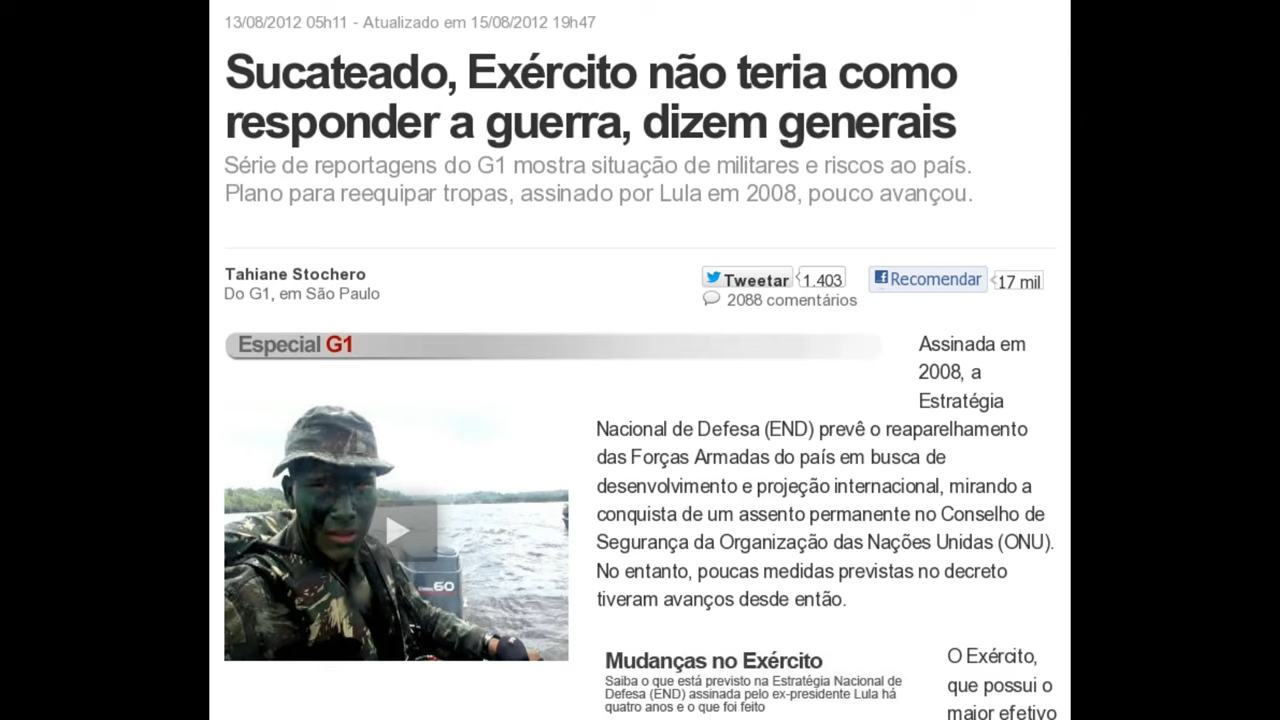 13/08/2012 05h11 - Atualizado em 15/08/2012 19h47
Sucateado, Exército não teria como
responder a guerra, dizem generais
Série de reportagens do G1 mostra situação de militares e riscos ao país.
Plano para reequipar tropas, assinado por Lula em 2008, pouco avançou.
Tahiane Stochero
Do G1, em São Paulo
Tweetar 1.403 Recomendar 17 mil
2088 comentários
Especial G1
Assinada em
2008, a
Estratégia
Nacional de Defesa (END) prevê o reaparelhamento
das Forças Armadas do país em busca de
desenvolvimento e projeção internacional, mirando a
conquista de um assento permanente no Conselho de
Segurança da Organização das Nações Unidas (ONU).
No entanto, poucas medidas previstas no decreto
tiveram avanços desde então.
60
Mudanças no Exército
Saiba o que está previsto na Estratégia Nacional de
Defesa (END) assinada pelo ex-presidente Lula há
quatro anos e o que foi feito
O Exército,
que possui o
maior efetivo